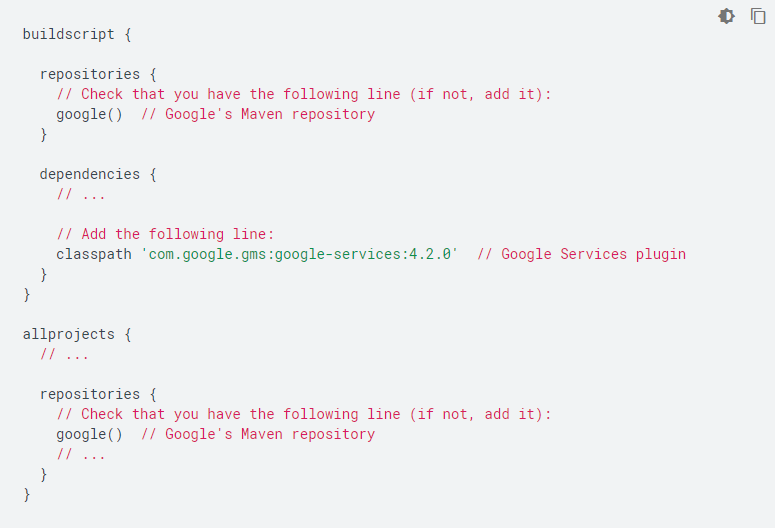 buildscript {
repositories {
// Check that you have the following line (if not, add it):
google()  // Google's Maven repository
}
dependencies {
// ...
// Add the following line:
classpath 'com.google.gms:google-services:4.2.0'  // Google Services plugin
}
}
allprojects {
// ...
repositories {
// Check that you have the following line (if not, add it):
google()  // Google's Maven repository
// ...
}
}